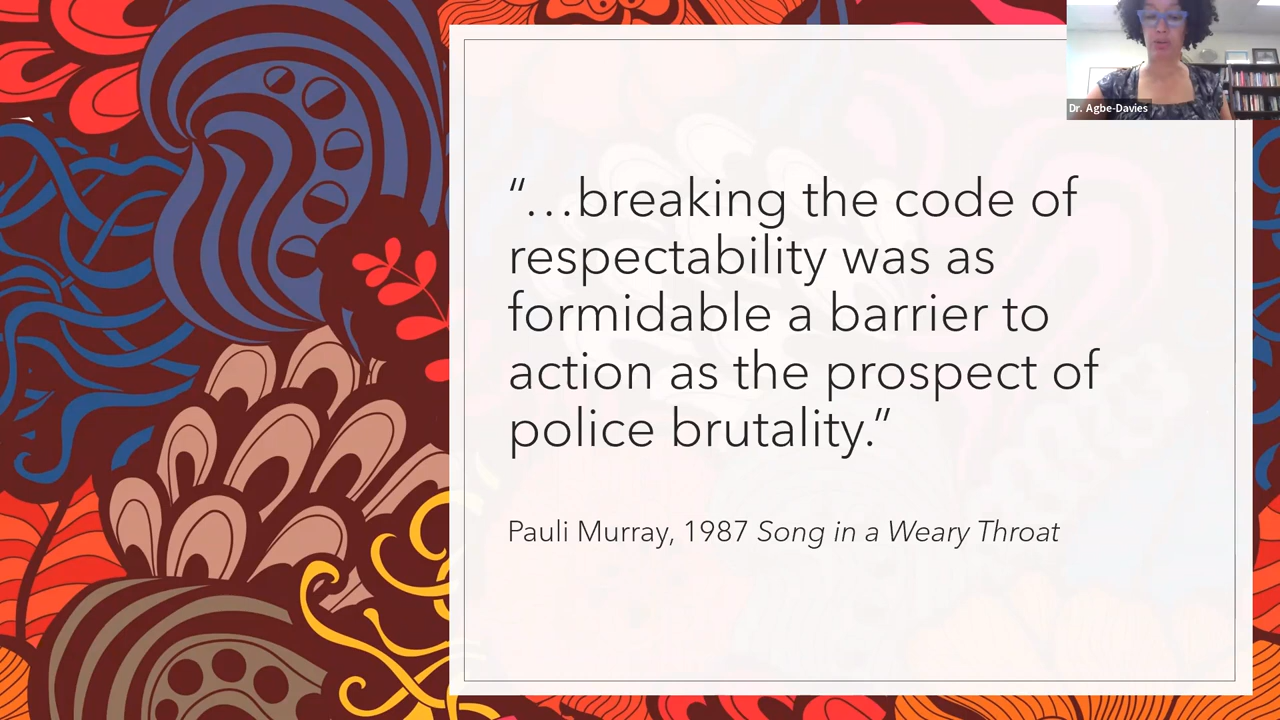 Dr. Agbe-Davies
“…breaking the code of
respectability was as
formidable a barrier to
action as the prospect of
police brutality.”
Pauli Murray, 1987 Song in a Weary Throat